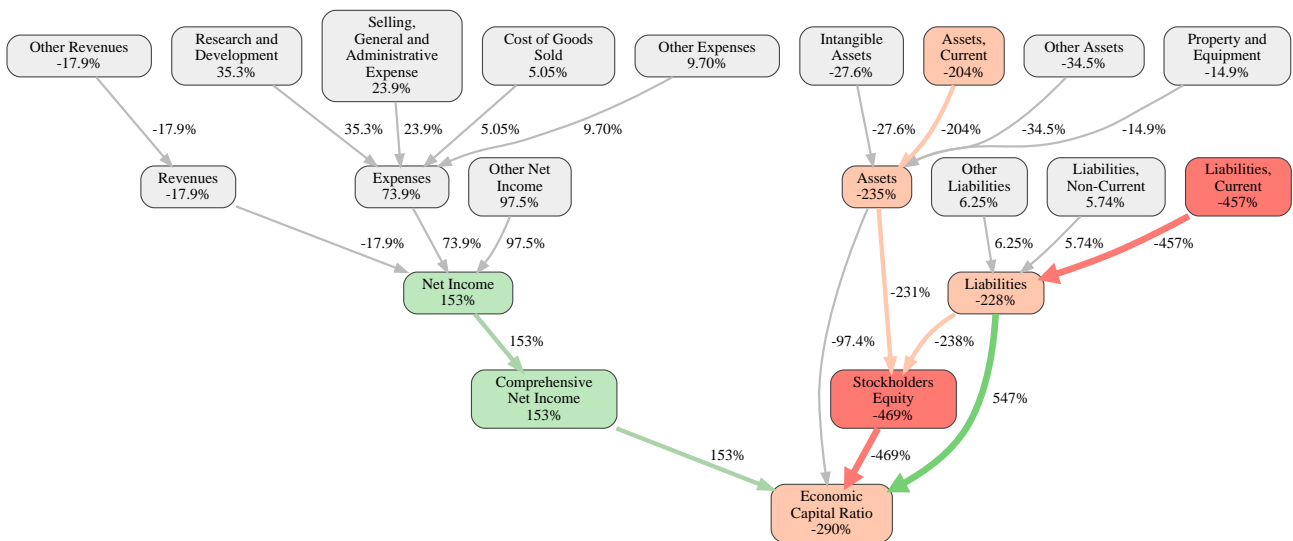 Other Revenues
-17.9%
Research and
Development
35.3%
Selling,
General and
Administrative
Expense
23.9%
Cost of Goods
Sold
5.05%
Other Expenses
9.70%
Intangible
Assets
-27.6%
Assets,
Current
-204%
Other Assets
-34.5%
Property and
Equipment
-14.9%
-17.9%
35.3%
23.9%
5.05%
9.70%
-27.6%
-204%
-34.5%
-14.9%
Revenues
-17.9%
Expenses
73.9%
Other Net
Income
97.5%
Assets
-235%
Other
Liabilities
6.25%
Liabilities,
Non-Current
5.74%
Liabilities,
Current
-457%
-17.9%
73.9%
97.5%
6.25%
5.74%
-457%
Net Income
153%
-231%
Liabilities
-228%
153%
-97.4%
-238%
Comprehensive
Net Income
153%
Stockholders
Equity
-469%
547%
153%
-469%
Economic
Capital Ratio
-290%